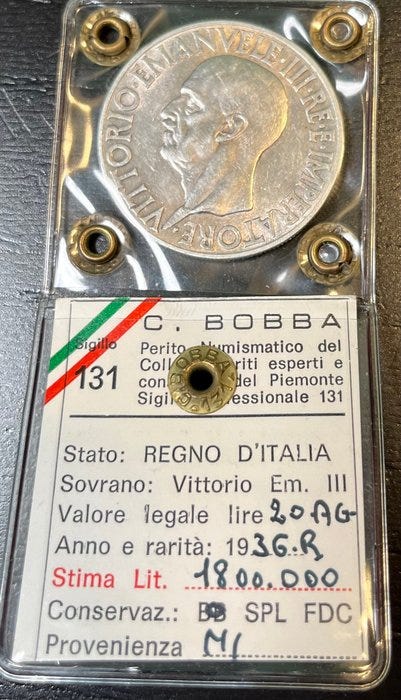 VITTORIO·EMANVELE·III·RE·E·IMPERATORE·
C. BOBBA
Sigillo
131
Perito Numismatico del
Coll periti esperti e
con del Piemonte
Sigi essionale 131
C. BOBBA 131
Stato: REGNO D'ITALIA
Sovrano: Vittorio Em. III
Valore legale lire 20 AG
Anno e rarità: 1936 R
Stima Lit. 1800.000
Conservaz.: BB SPL FDC
Provenienza MI